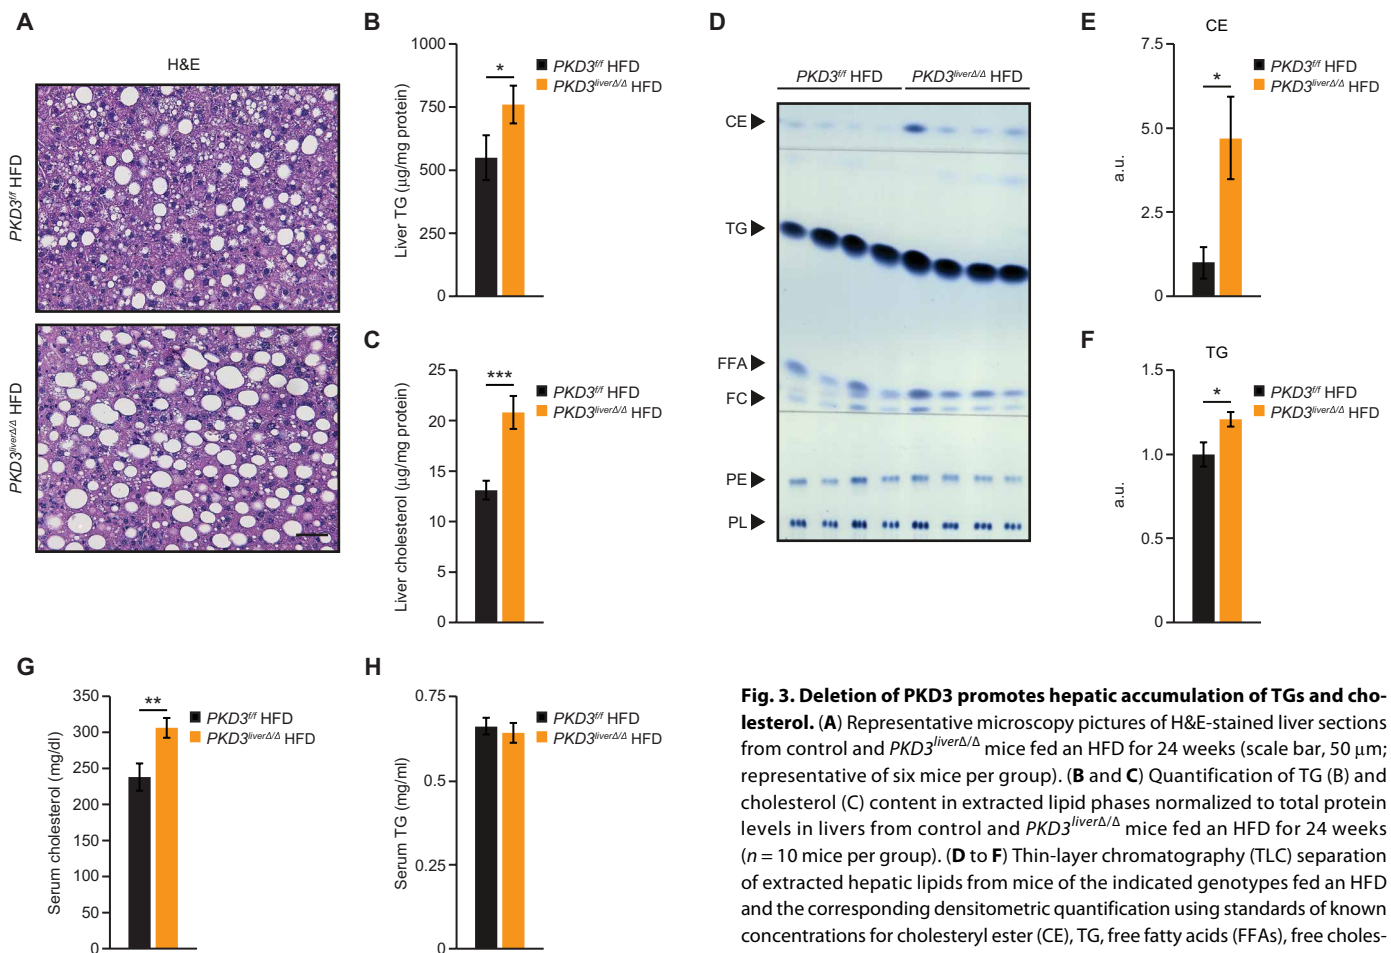 A
H&E
PKD3f/f HFD
PKD3liverΔ/Δ HFD
B
1000
750
500
250
0
Liver TG (µg/mg protein)
*
PKD3f/f HFD
PKD3liverΔ/Δ HFD
C
25
20
15
10
5
0
Liver cholesterol (µg/mg protein)
***
PKD3f/f HFD
PKD3liverΔ/Δ HFD
D
PKD3f/f HFD PKD3liverΔ/Δ HFD
CE
TG
FFA
FC
PE
PL
E
CE
7.5
5.0
2.5
0
a.u.
*
PKD3f/f HFD
PKD3liverΔ/Δ HFD
F
TG
1.5
1.0
0.5
0
a.u.
*
PKD3f/f HFD
PKD3liverΔ/Δ HFD
G
350
300
250
200
150
100
50
0
Serum cholesterol (mg/dl)
**
PKD3f/f HFD
PKD3liverΔ/Δ HFD
H
0.75
0.5
0.25
0
Serum TG (mg/ml)
PKD3f/f HFD
PKD3liverΔ/Δ HFD
Fig. 3. Deletion of PKD3 promotes hepatic accumulation of TGs and cho-
lesterol. (A) Representative microscopy pictures of H&E-stained liver sections
from control and PKD3liverΔ/Δ mice fed an HFD for 24 weeks (scale bar, 50 µm;
representative of six mice per group). (B and C) Quantification of TG (B) and
cholesterol (C) content in extracted lipid phases normalized to total protein
levels in livers from control and PKD3liverΔ/Δ mice fed an HFD for 24 weeks
(n = 10 mice per group). (D to F) Thin-layer chromatography (TLC) separation
of extracted hepatic lipids from mice of the indicated genotypes fed an HFD
and the corresponding densitometric quantification using standards of known
concentrations for cholesteryl ester (CE), TG, free fatty acids (FFAs), free choles-